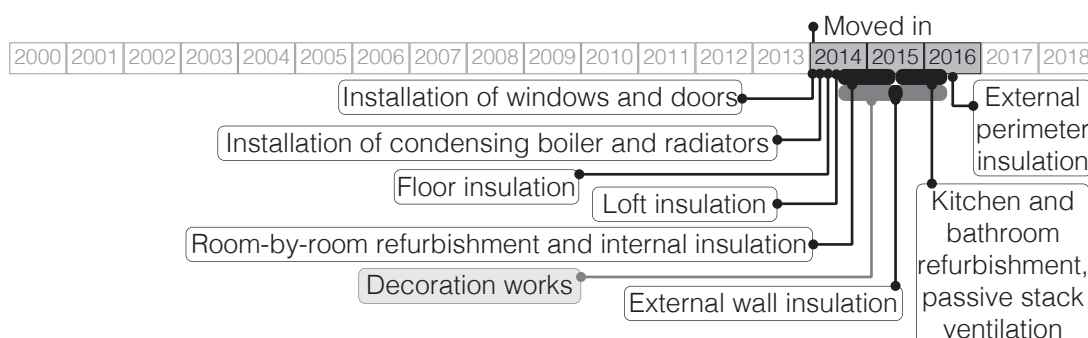 Moved in
2000 2001 2002 2003 2004 2005 2006 2007 2008 2009 2010 2011 2012 2013 2014 2015 2016 2017 2018
Installation of windows and doors
External
perimeter
insulation
Installation of condensing boiler and radiators
Floor insulation
Loft insulation
Kitchen and
bathroom
refurbishment,
passive stack
ventilation
Room-by-room refurbishment and internal insulation
Decoration works
External wall insulation